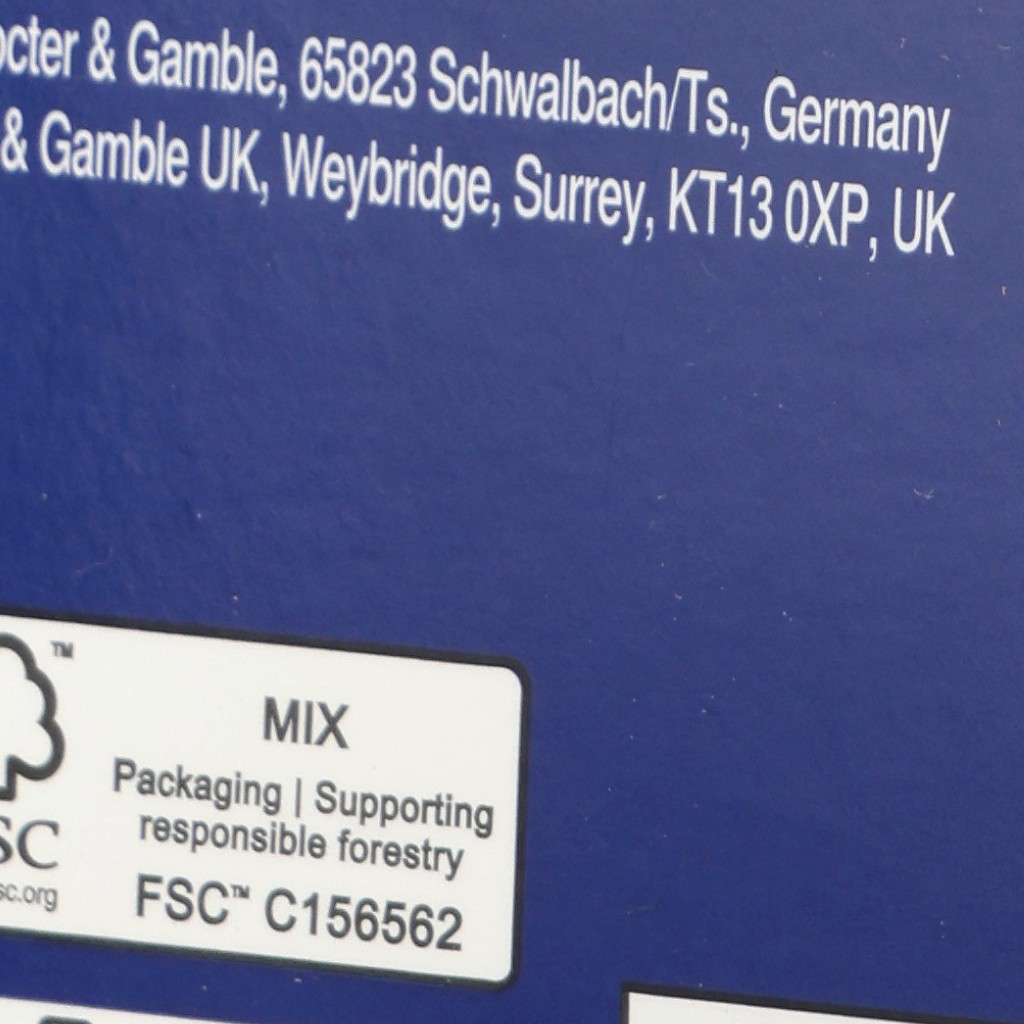 octer & Gamble, 65823 Schwalbach/Ts., Germany
& Gamble UK, Weybridge, Surrey, KT13 0XP, UK
TM
MIX
Packaging | Supporting
responsible forestry
SC
sc.org
FSC™ C156562